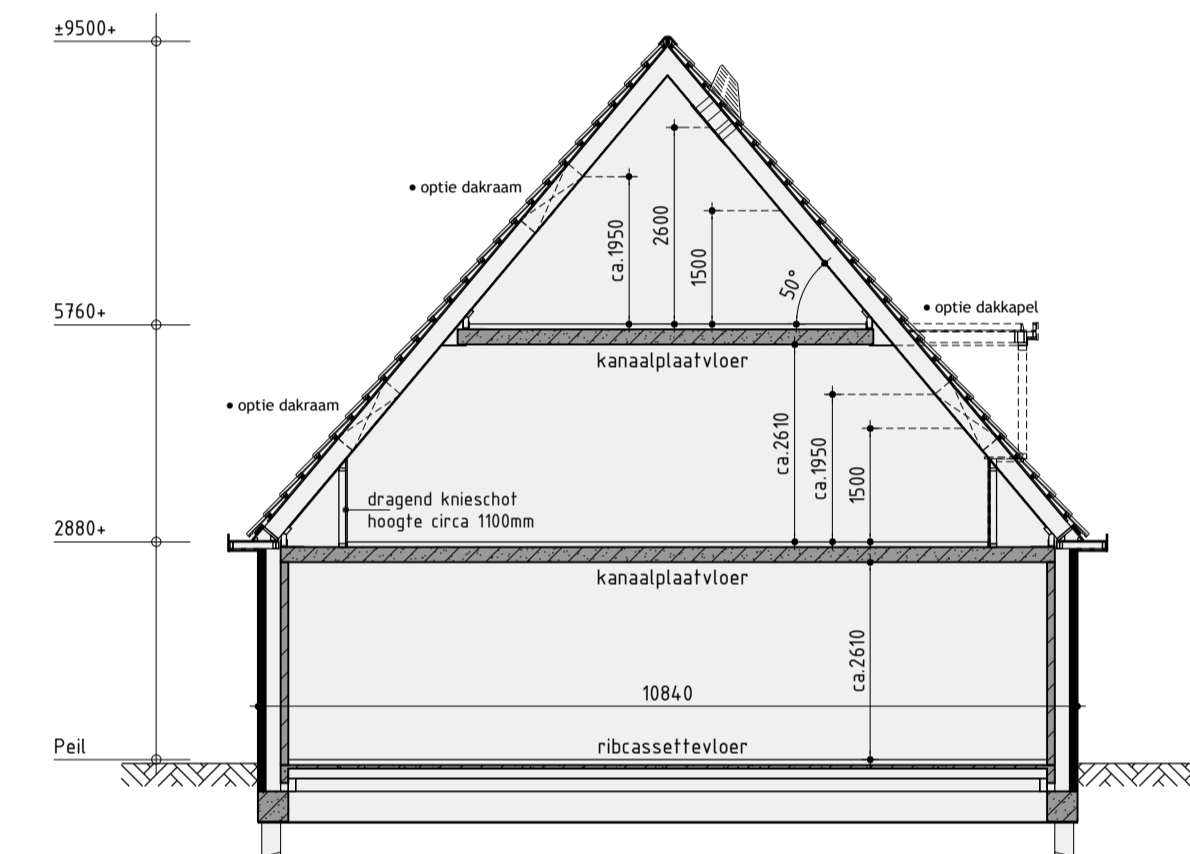 ±9500+
• optie dakraam
ca.1950
2600
1500
50°
5760+
• optie dakkapel
kanaalplaatvloer
• optie dakraam
ca.2610
ca.1950
1500
dragend knieschot
hoogte circa 1100mm
2880+
kanaalplaatvloer
ca.2610
10840
Peil
ribcassettevloer